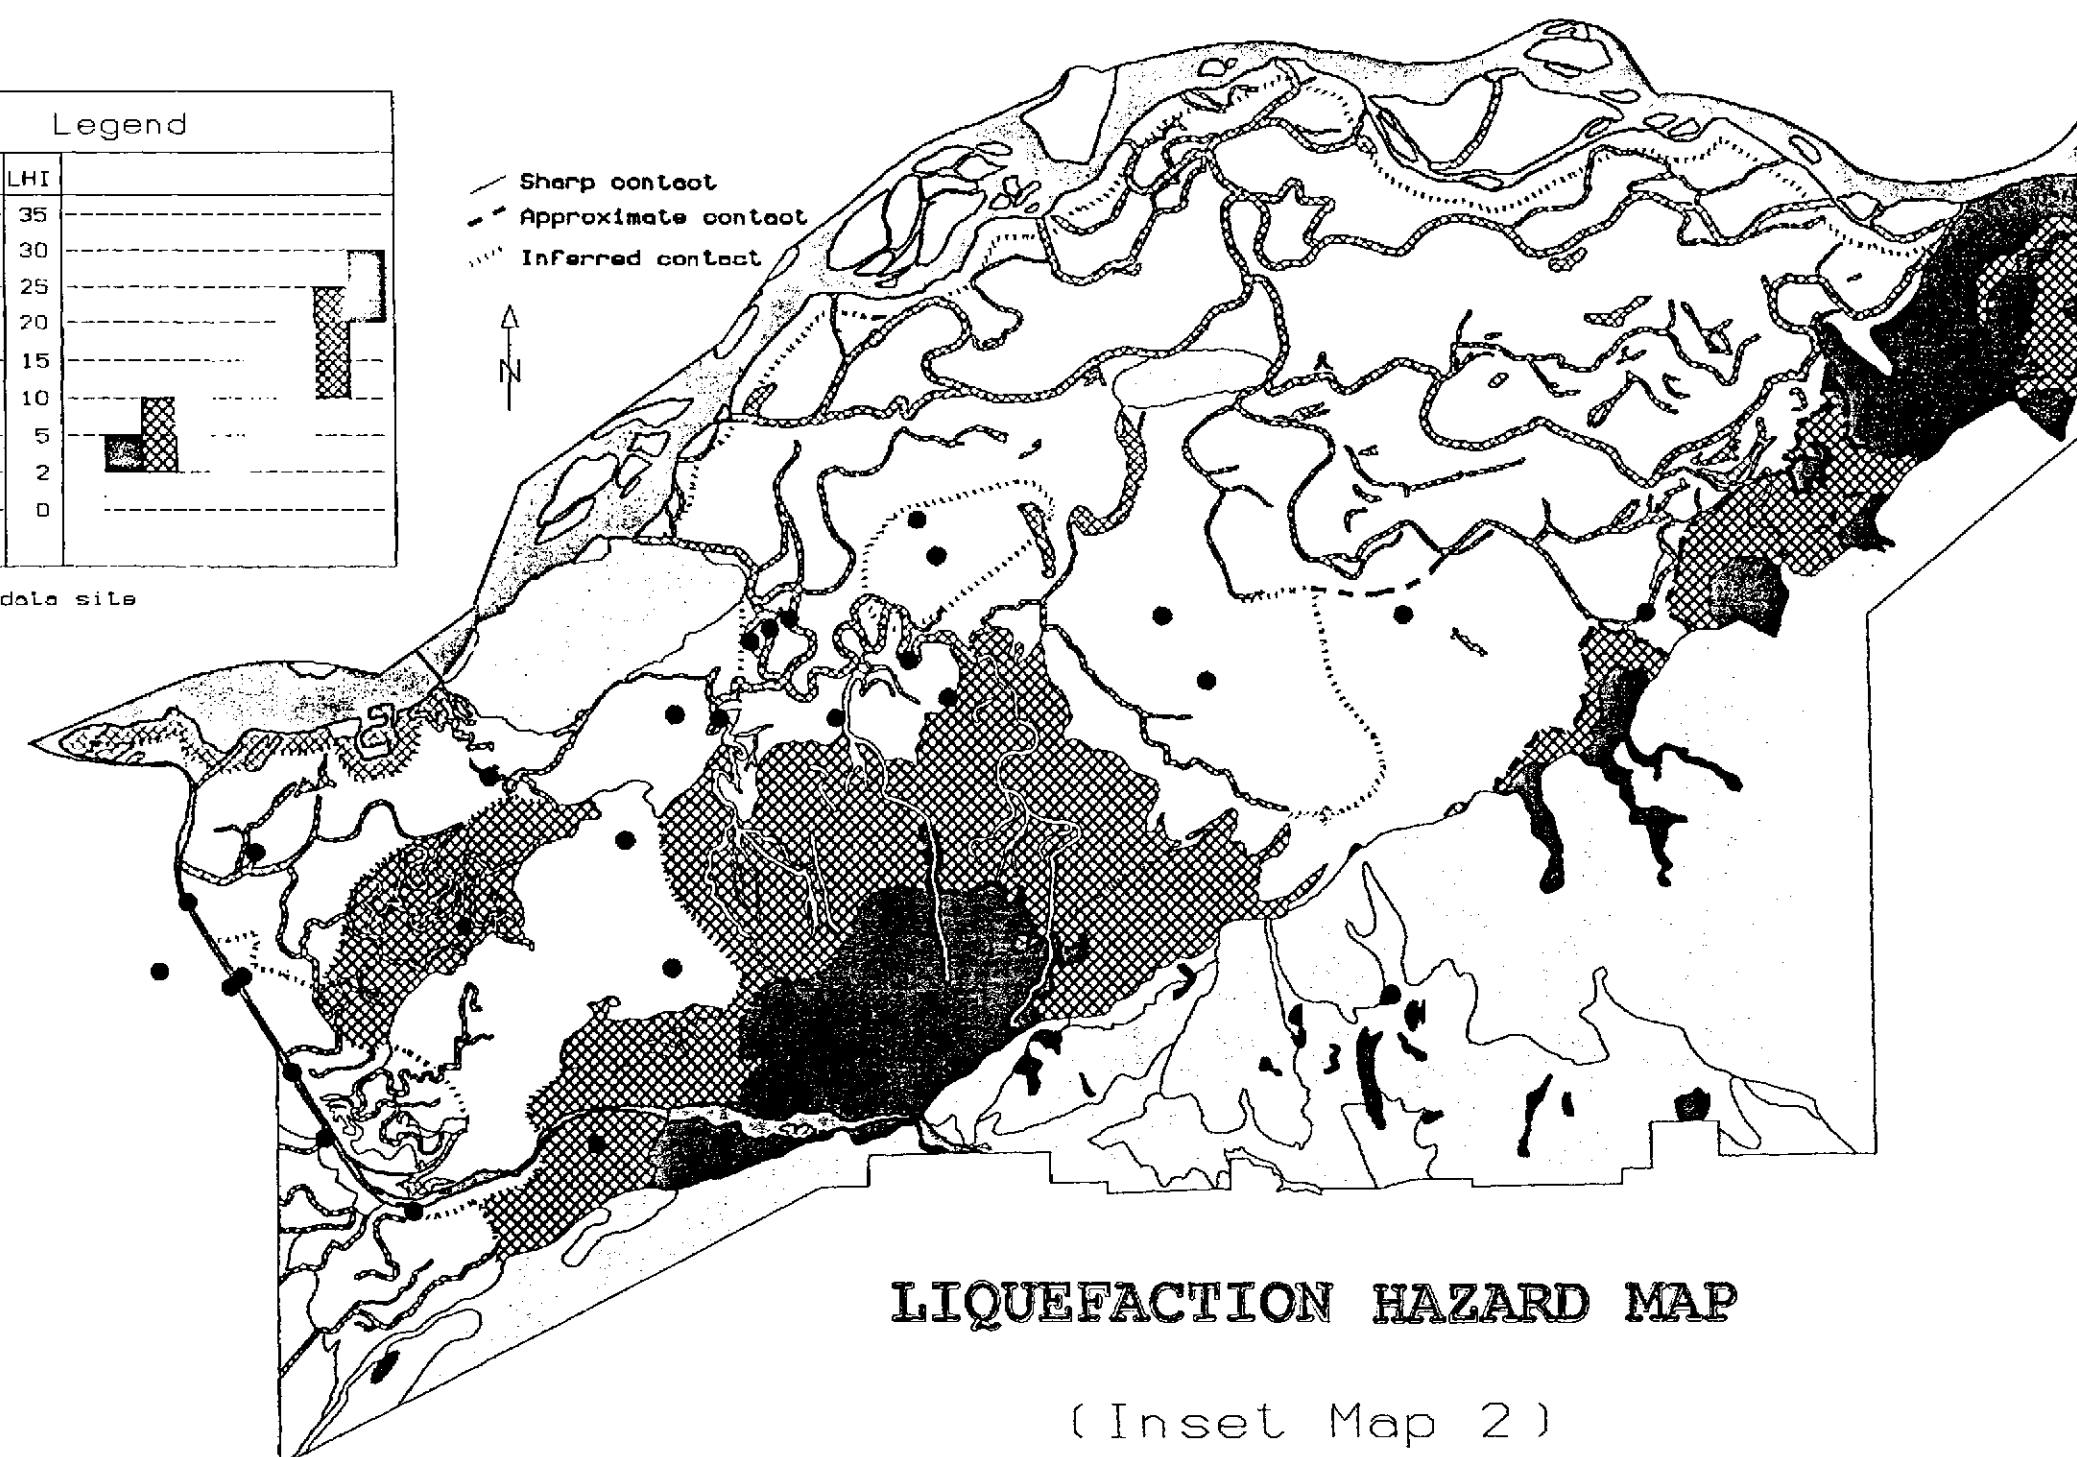 Legend
LHI
35
30
25
20
15
10
5
2
0
data site
Sharp contact
Approximate contact
Inferred contact
N
LIQUEFACTION HAZARD MAP
(Inset Map 2)